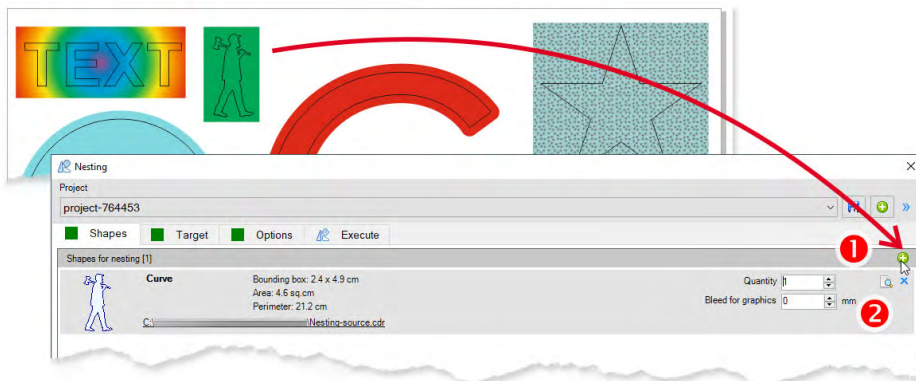 TEXT
Nesting
Project
project-764453
Shapes Target Options Execute
1
Shapes for nesting [1]
Curve Bounding box: 2.4 x 4.9 cm Quantity 1
Area: 4.6 sq.cm
Perimeter: 21.2 cm Bleed for graphics 0 mm
2
C:\ \Nesting-source.cdr